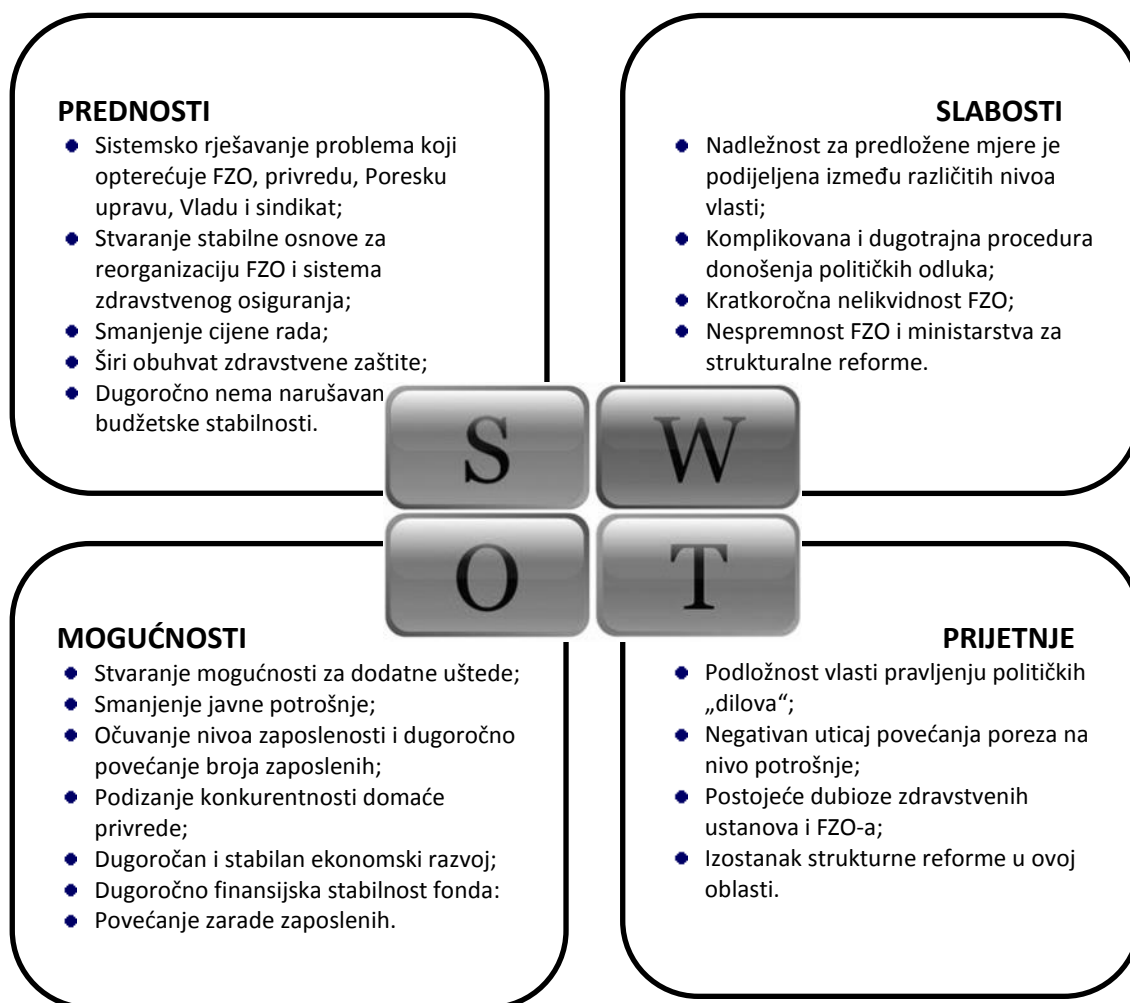 PREDNOSTI
Sistemsko rješavanje problema koji
opterećuje FZO, privredu, Poresku
upravu, Vladu i sindikat;
Stvaranje stabilne osnove za
reorganizaciju FZO i sistema
zdravstvenog osiguranja;
Smanjenje cijene rada;
Širi obuhvat zdravstvene zaštite;
Dugoročno nema narušavan
budžetske stabilnosti.
SLABOSTI
Nadležnost za predložene mjere je
podijeljena između različitih nivoa
vlasti;
Komplikovana i dugotrajna procedura
donošenja političkih odluka;
Kratkoročna nelikvidnost FZO;
Nespremnost FZO i ministarstva za
strukturalne reforme.
S
W
O
T
MOGUĆNOSTI
Stvaranje mogućnosti za dodatne uštede;
Smanjenje javne potrošnje;
Očuvanje nivoa zaposlenosti i dugoročno
povećanje broja zaposlenih;
Podizanje konkurentnosti domaće
privrede;
Dugoročan i stabilan ekonomski razvoj;
Dugoročno finansijska stabilnost fonda:
Povećanje zarade zaposlenih.
PRIJETNJE
Podložnost vlasti pravljenju političkih
„dilova“;
Negativan uticaj povećanja poreza na
nivo potrošnje;
Postojeće dubioze zdravstvenih
ustanova i FZO-a;
Izostanak strukturne reforme u ovoj
oblasti.